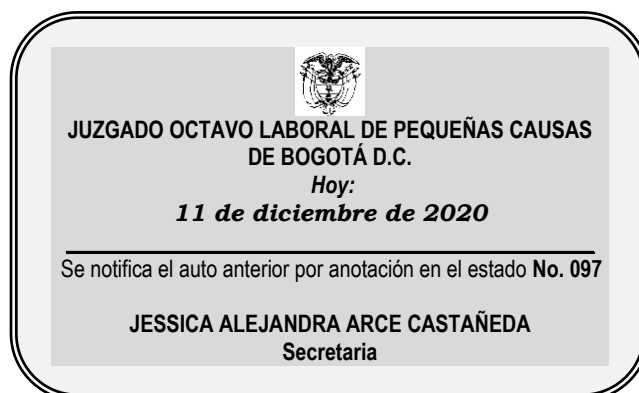 JUZGADO OCTAVO LABORAL DE PEQUEÑAS CAUSAS
DE BOGOTÁ D.C.
Hoy:
11 de diciembre de 2020
Se notifica el auto anterior por anotación en el estado No. 097
JESSICA ALEJANDRA ARCE CASTAÑEDA
Secretaria